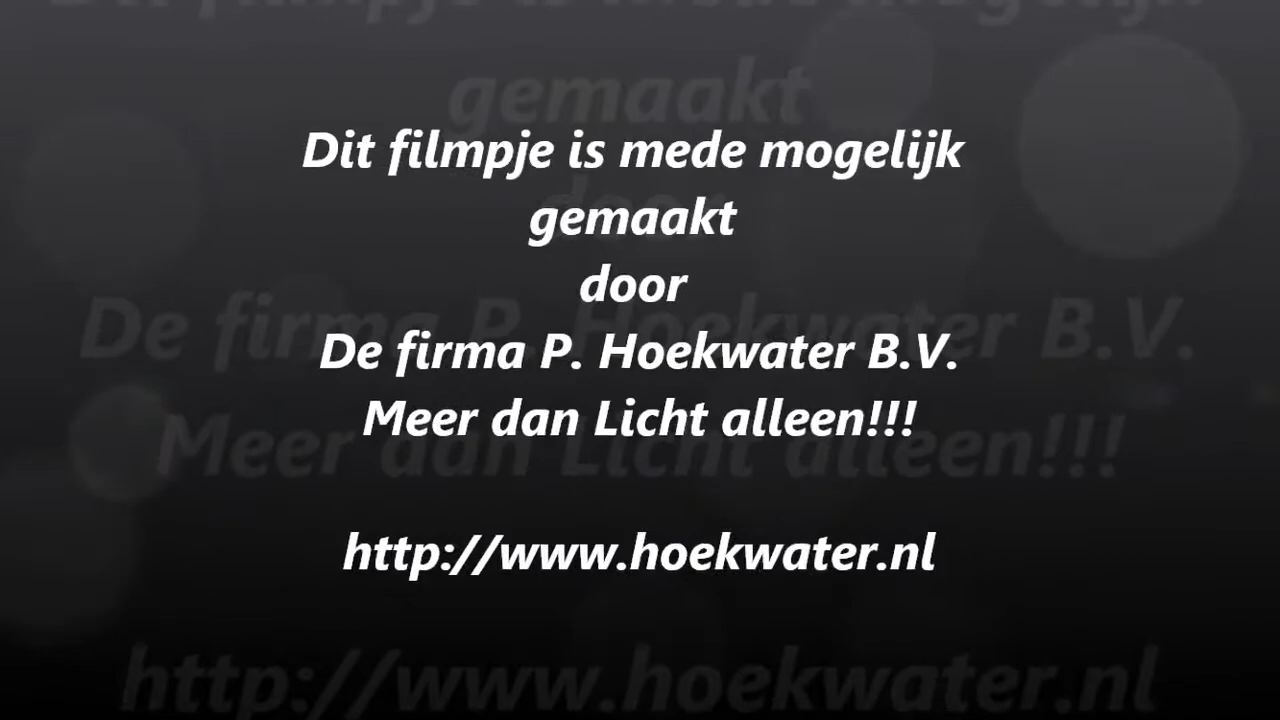 Dit filmpje is mede mogelijk
gemaakt
door
De firma P. Hoekwater B.V.
Meer dan Licht alleen!!!
http://www.hoekwater.nl